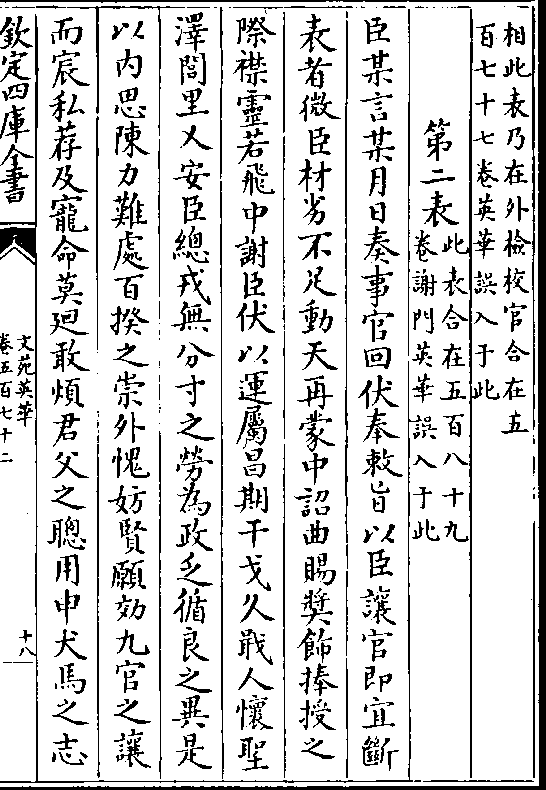 相此表乃在外檢校官合在五
百七十七卷英華誤入于此
第二表
此表合在五百八十九
卷謝門英華誤入于此
臣某言某月日奏事官回伏奉敕旨以臣讓官即宜斷
表者微臣材劣不足動天再蒙中詔曲賜奬飾捧授之
際襟靈若飛中謝臣伏以運屬昌期干戈久戢人懷聖
澤閭里乂安臣總戎無分寸之勞為政乏循良之異是
以内思陳力難處百揆之崇外愧妨賢願効九官之讓
而宸私荐及寵命莫廻敢煩君父之聰用申犬馬之志
欽定四庫全書
文苑英華
卷五百七十二
十八